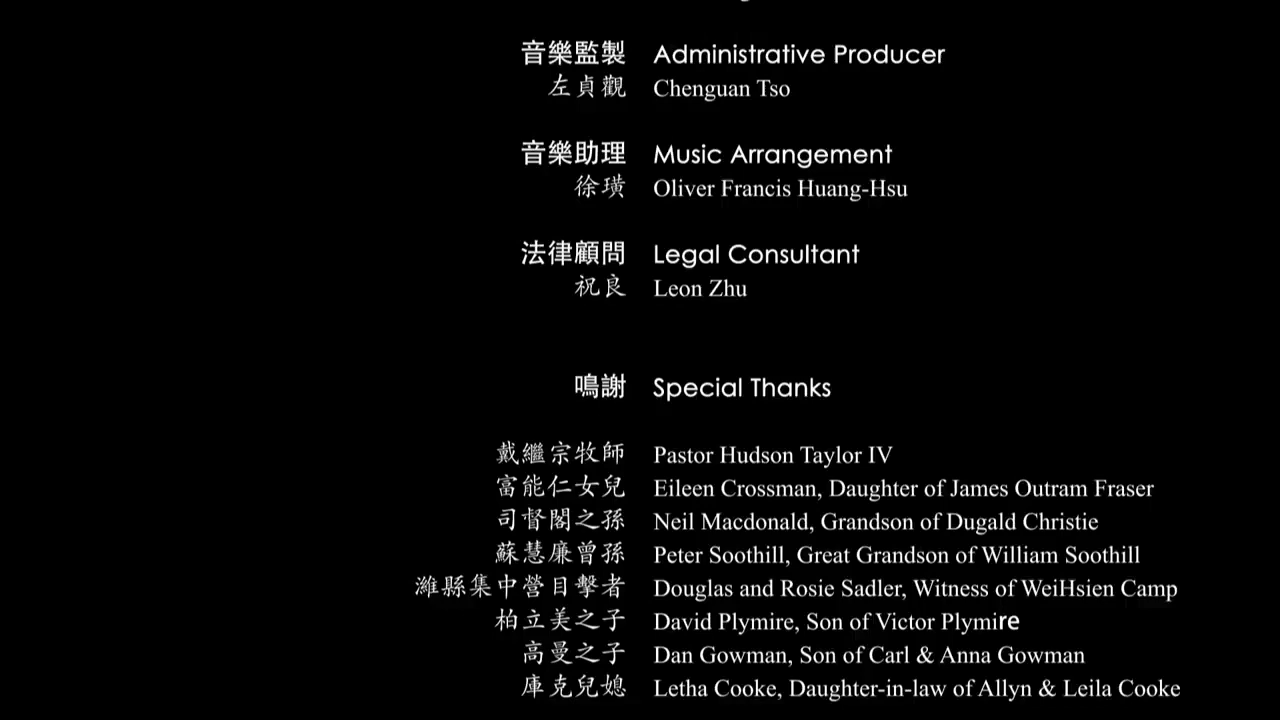 音樂監製 Administrative Producer
左貞觀 Chenguan Tso
音樂助理 Music Arrangement
徐璜 Oliver Francis Huang-Hsu
法律顧問 Legal Consultant
祝良 Leon Zhu
鳴謝 Special Thanks
戴繼宗牧師 Pastor Hudson Taylor IV
富能仁女兒 Eileen Crossman, Daughter of James Outram Fraser
司督閣之孫 Neil Macdonald, Grandson of Dugald Christie
蘇慧廉曾孫 Peter Soothill, Great Grandson of William Soothill
濰縣集中營目擊者 Douglas and Rosie Sadler, Witness of WeiHsien Camp
柏立美之子 David Plymire, Son of Victor Plymire
高曼之子 Dan Gowman, Son of Carl & Anna Gowman
庫克兒媳 Letha Cooke, Daughter-in-law of Allyn & Leila Cooke